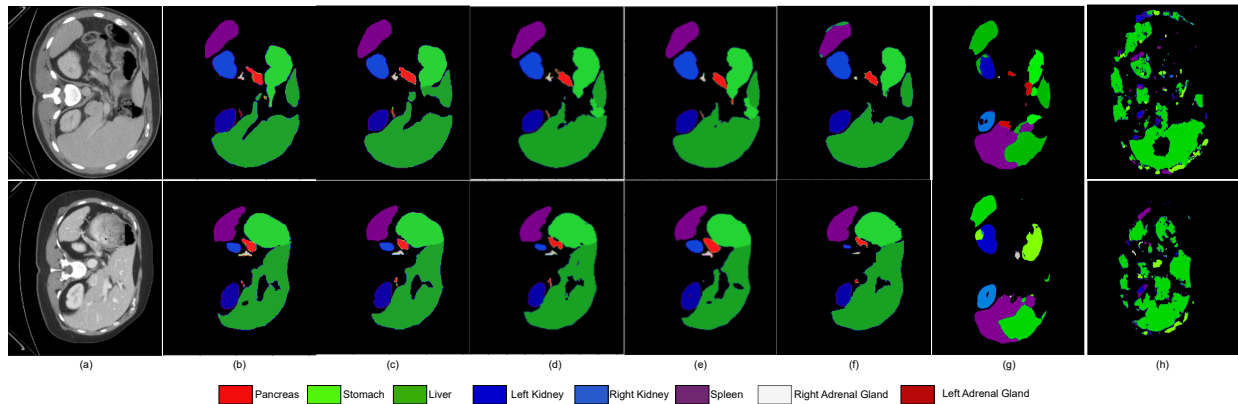 (a) (b) (c) (d) (e) (f) (g) (h)
Pancreas Stomach Liver Left Kidney Right Kidney Spleen Right Adrenal Gland Left Adrenal Gland